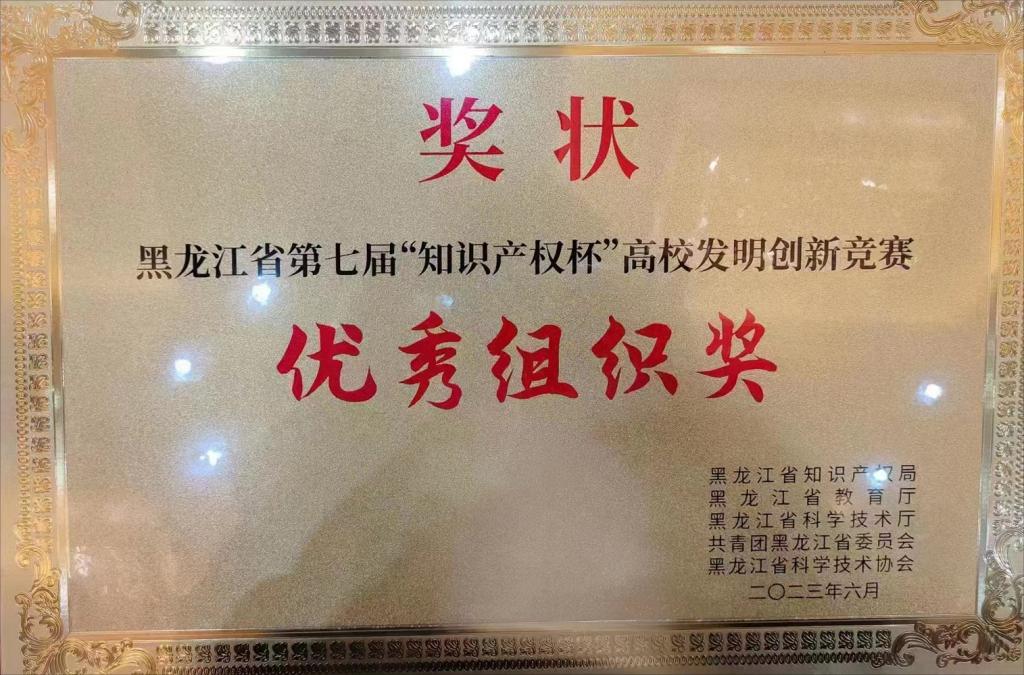 奖状
黑龙江省第七届“知识产权杯”高校发明创新竞赛
优秀组织奖
黑龙江省知识产权局
黑龙江省教育厅
黑龙江省科学技术厅
共青团黑龙江省委员会
黑龙江省科学技术协会
二〇二三年六月